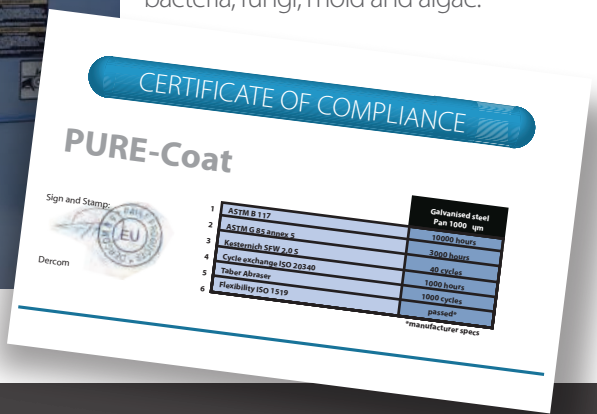 bacteria, fungi, mold and algae.
CERTIFICATE OF COMPLIANCE
PURE-Coat
Sign and Stamp:
EU
Dercom
Galvanised steel
Pan 1000 ųm
1 ASTM B 117 10000 hours
2 ASTM G 85 annex 5 3000 hours
3 Kesternich SFW 2,0 S 40 cycles
4 Cycle exchange ISO 20340 1000 hours
5 Taber Abraser 1000 cycles
6 Flexibility ISO 1519 passed*
*manufacturer specs